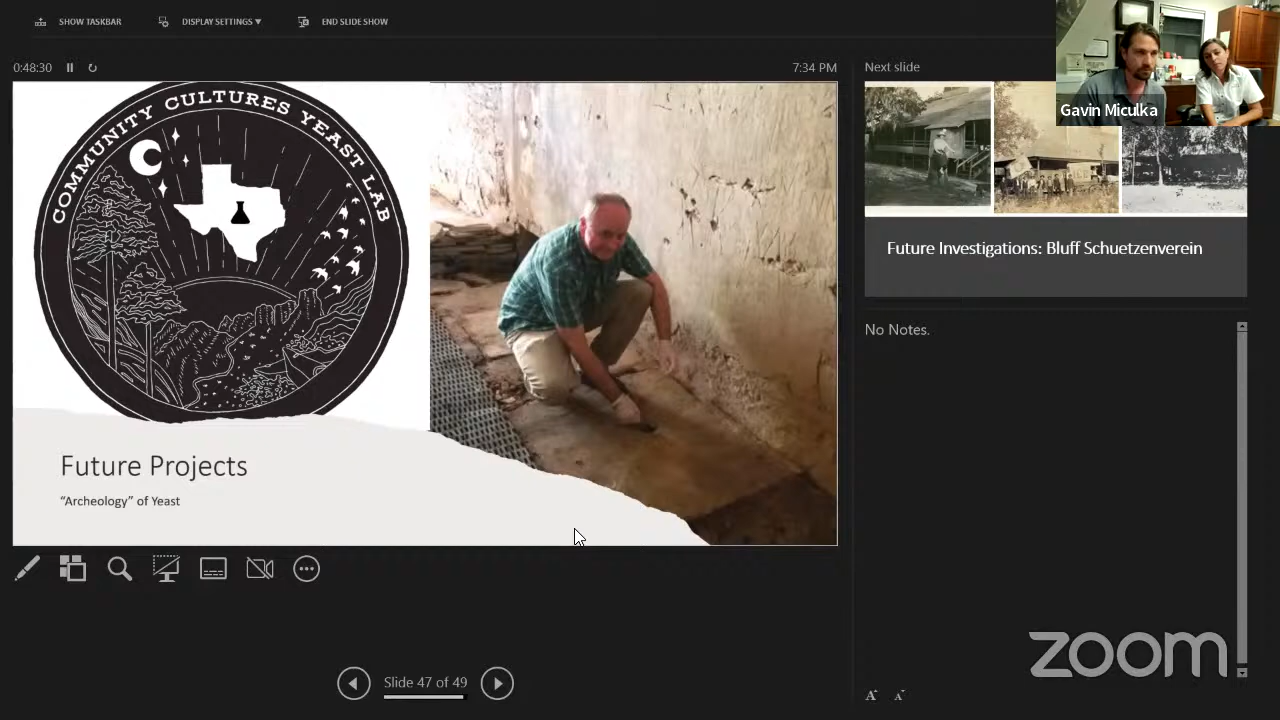 SHOW TASKBAR
DISPLAY SETTINGS ▼
END SLIDE SHOW
0:48:30
7:34 PM
Next slide
Gavin Miculka
COMMUNITY CULTURES YEAST LAB
Future Investigations: Bluff Schuetzenverein
No Notes.
Future Projects
“Archeology” of Yeast
Slide 47 of 49
zoom
A
A